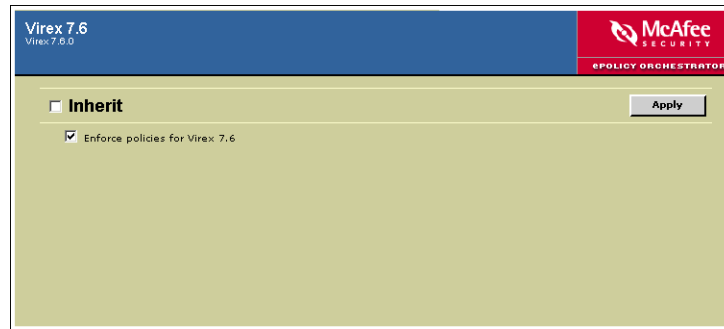 Virex 7.6
Virex 7.6.0
McAfee
SECURITY
ePOLICY ORCHESTRATOR
Inherit
Apply
Enforce policies for Virex 7.6